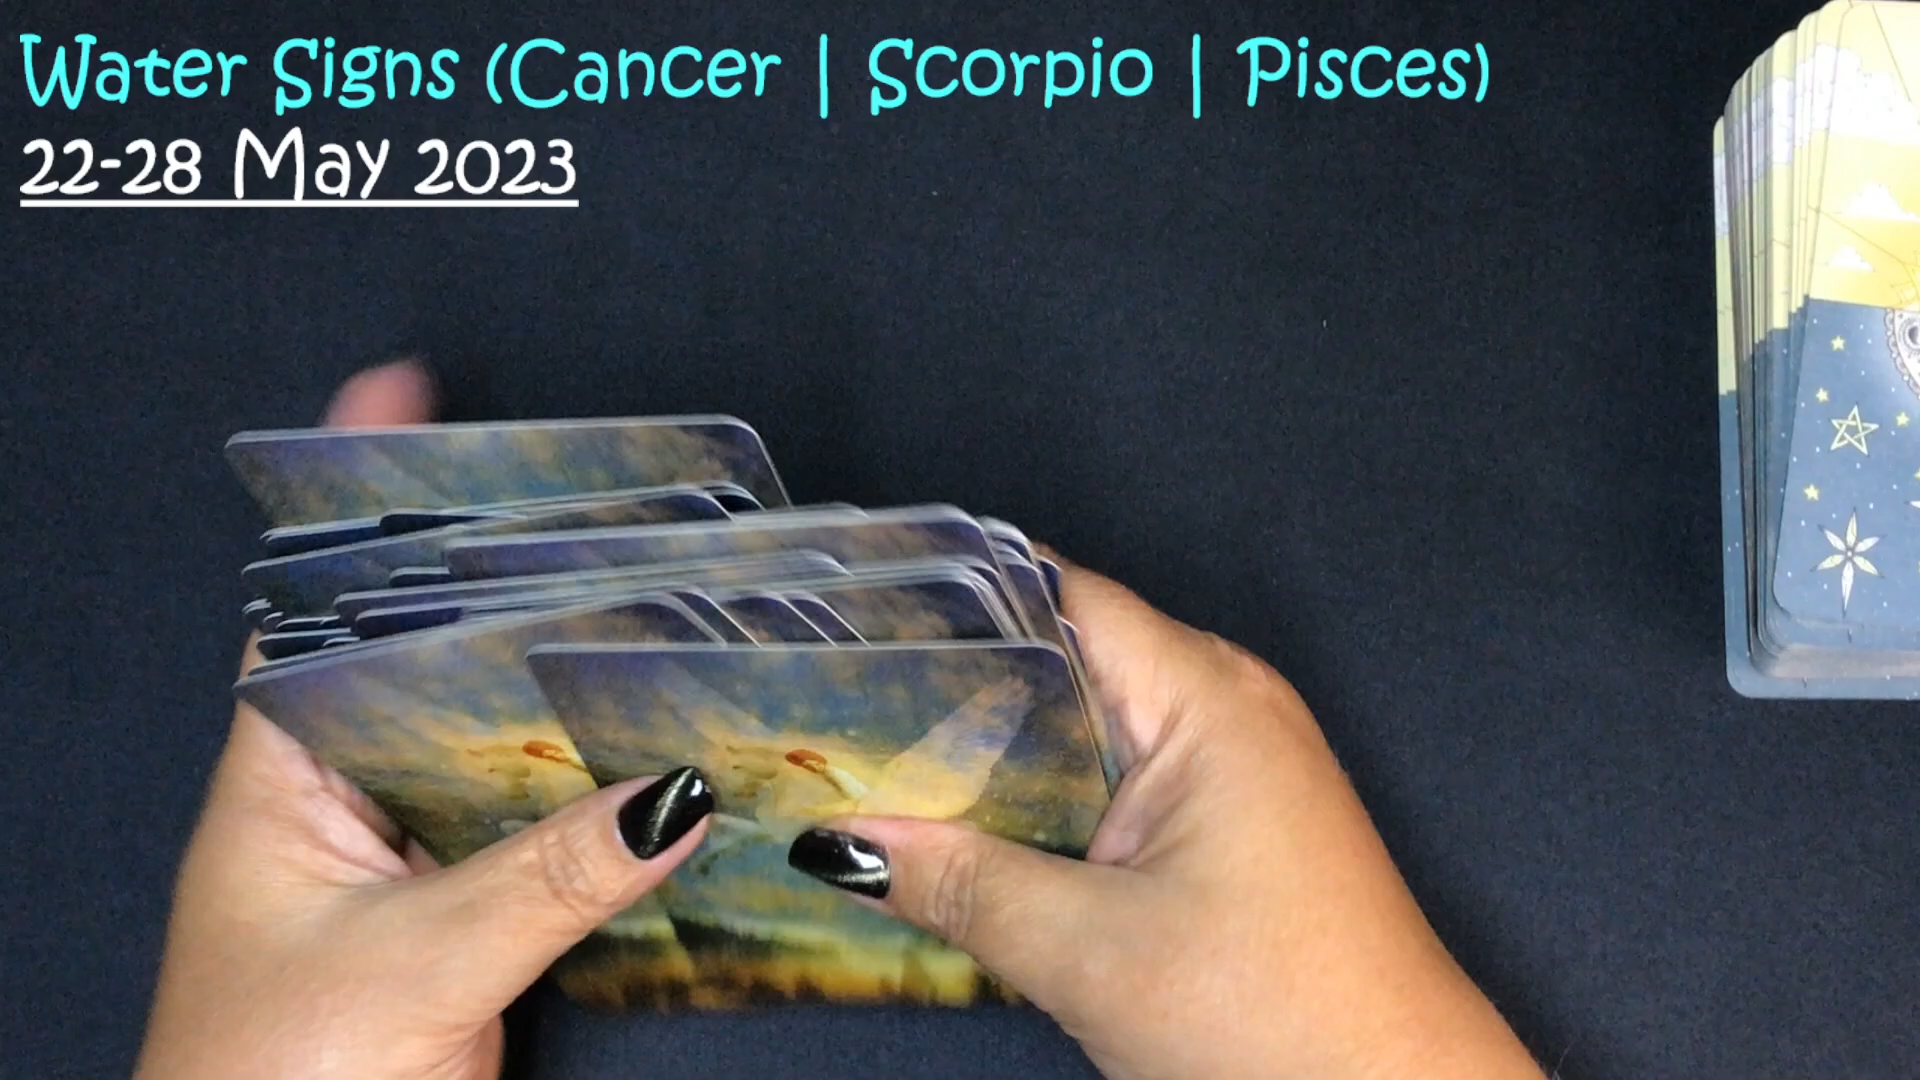 Water Signs (Cancer | Scorpio | Pisces)
22-28 May 2023